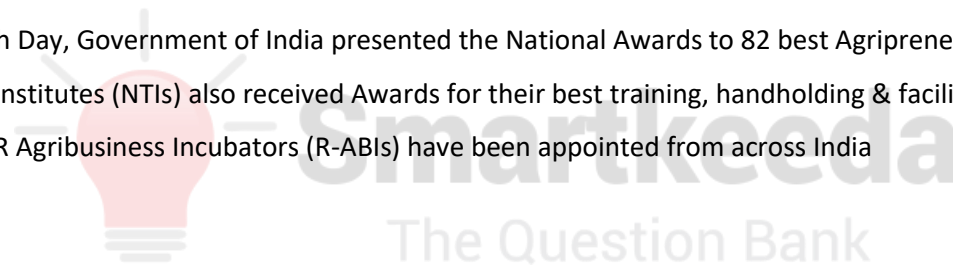 n Day, Government of India presented the National Awards to 82 best Agriprene
nstitutes (NTIs) also received Awards for their best training, handholding & facili
R Agribusiness Incubators (R-ABIs) have been appointed from across India
Smartkeeda
The Question Bank